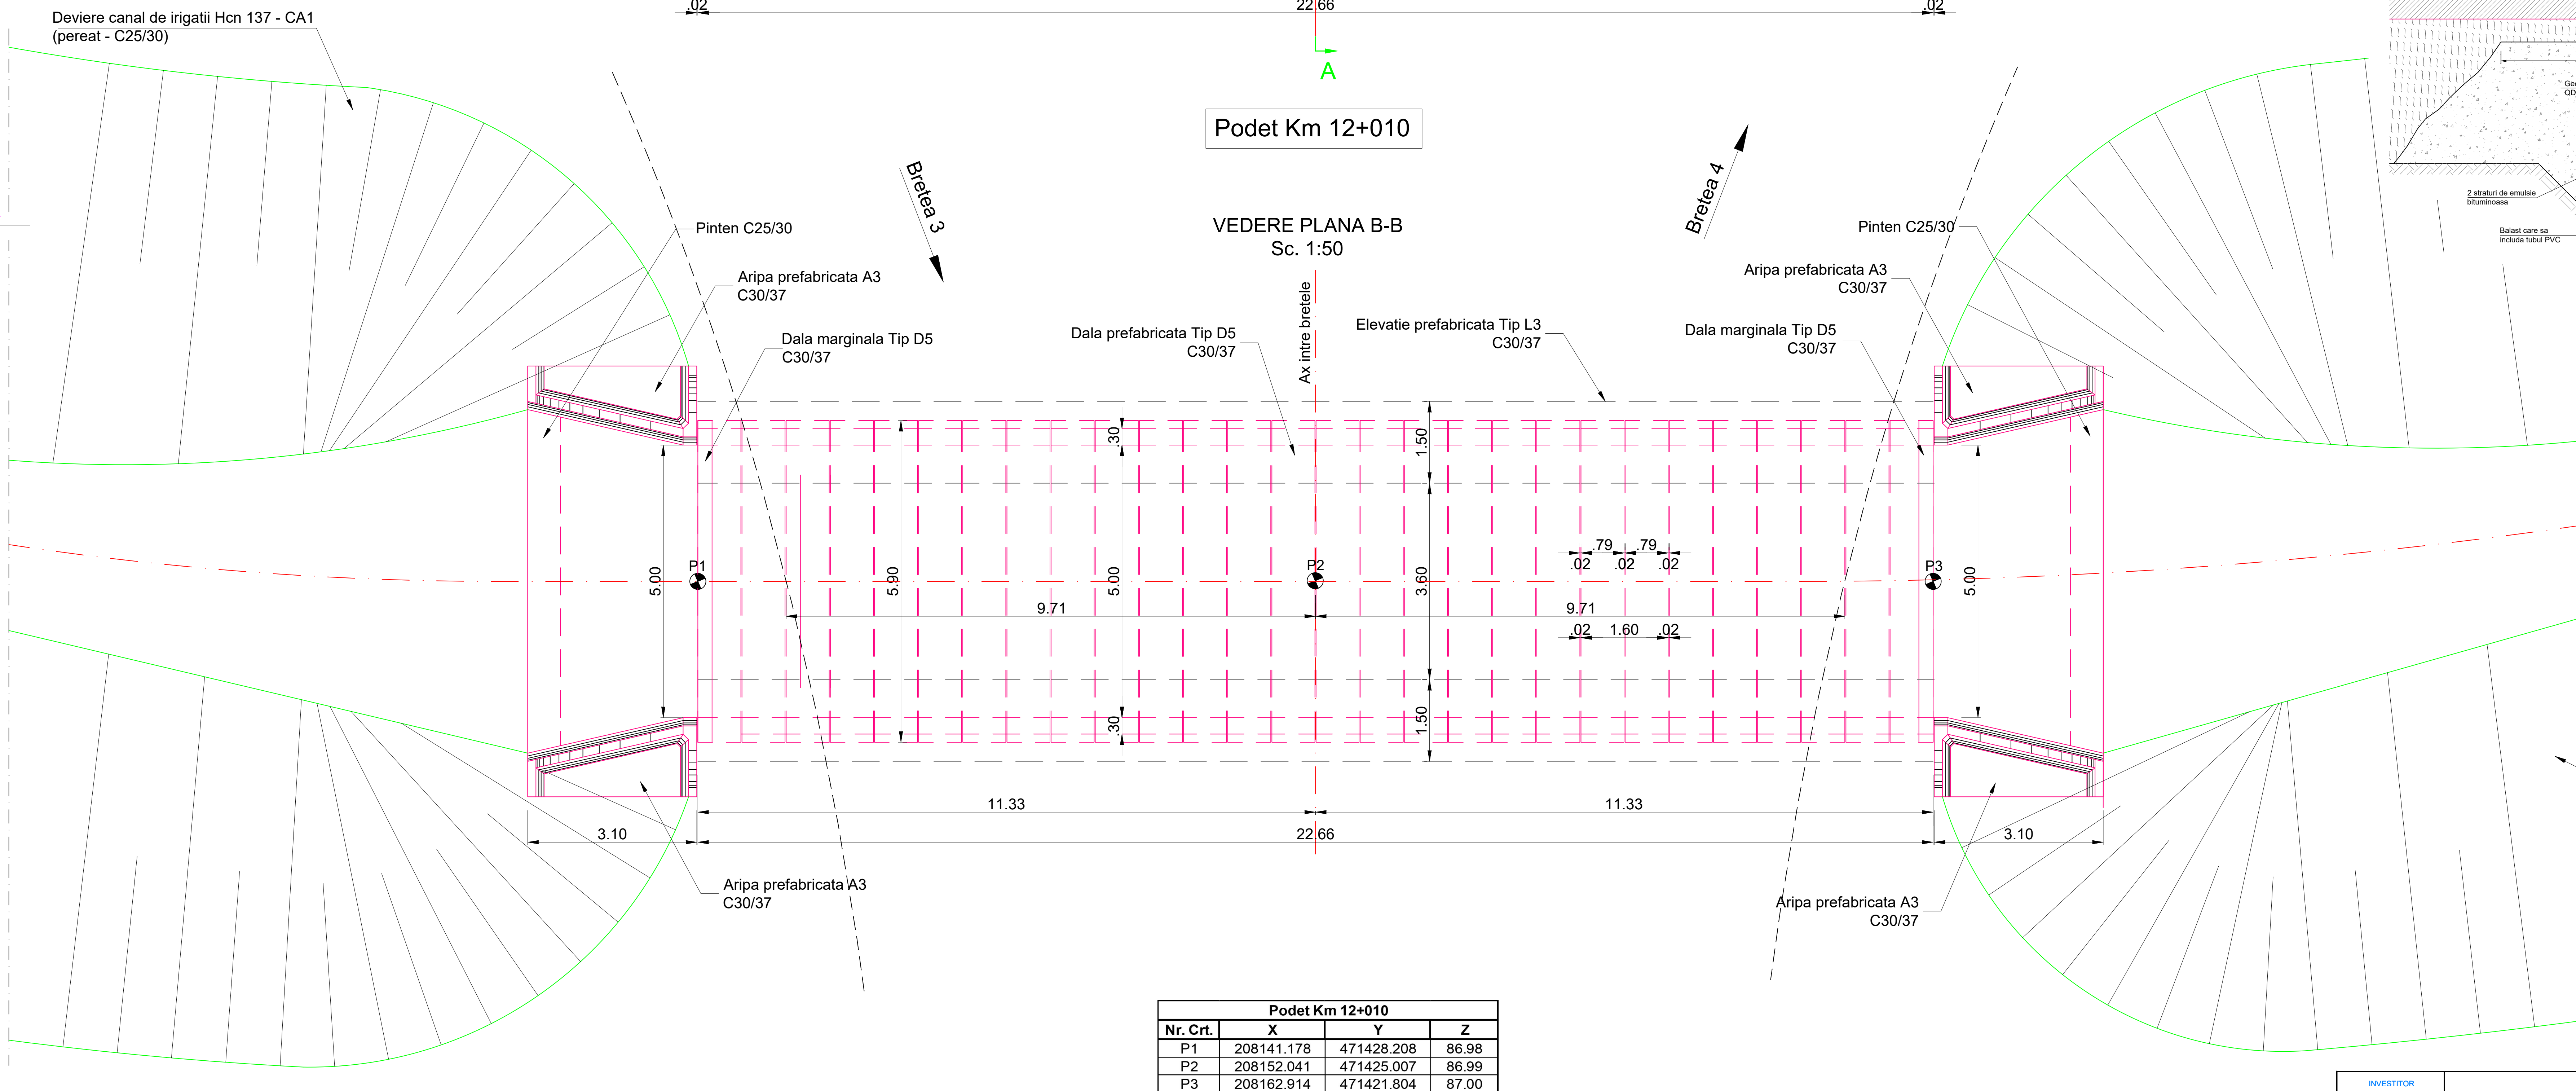 .02
22.66
.02
Deviere canal de irigatii Hcn 137 - CA1
(pereat - C25/30)
A
Podet Km 12+010
VEDERE PLANA B-B
Sc. 1:50
Bretea 3
Bretea 4
Pinten C25/30
Pinten C25/30
Aripa prefabricata A3
C30/37
Aripa prefabricata A3
C30/37
Dala marginala Tip D5
C30/37
Dala prefabricata Tip D5
C30/37
Ax intre bretele
Elevatie prefabricata Tip L3
C30/37
Dala marginala Tip D5
C30/37
2 straturi de emulsie
bituminoasa
Balast care sa
includa tubul PVC
.30
1.50
.79
.79
.02
.02
.02
P1
P2
P3
5.00
5.90
5.00
3.60
5.00
9.71
9.71
.02
1.60
.02
.30
1.50
11.33
11.33
3.10
22.66
3.10
Aripa prefabricata A3
C30/37
Aripa prefabricata A3
C30/37
Podet Km 12+010
Nr. Crt. X Y Z
P1 208141.178 471428.208 86.98
P2 208152.041 471425.007 86.99
P3 208162.914 471421.804 87.00
INVESTITOR